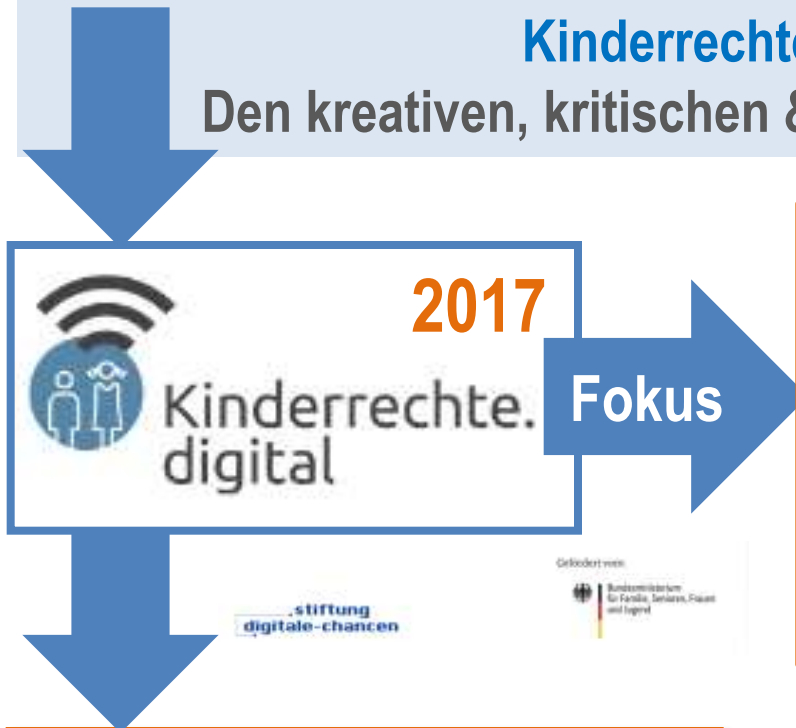 Kinderrechte
Den kreativen, kritischen &
2017
Kinderrechte.
digital
Fokus
stiftung
digitale-chancen
Gefördert vom:
Bundesministerium
für Familie, Senioren, Frauen
und Jugend